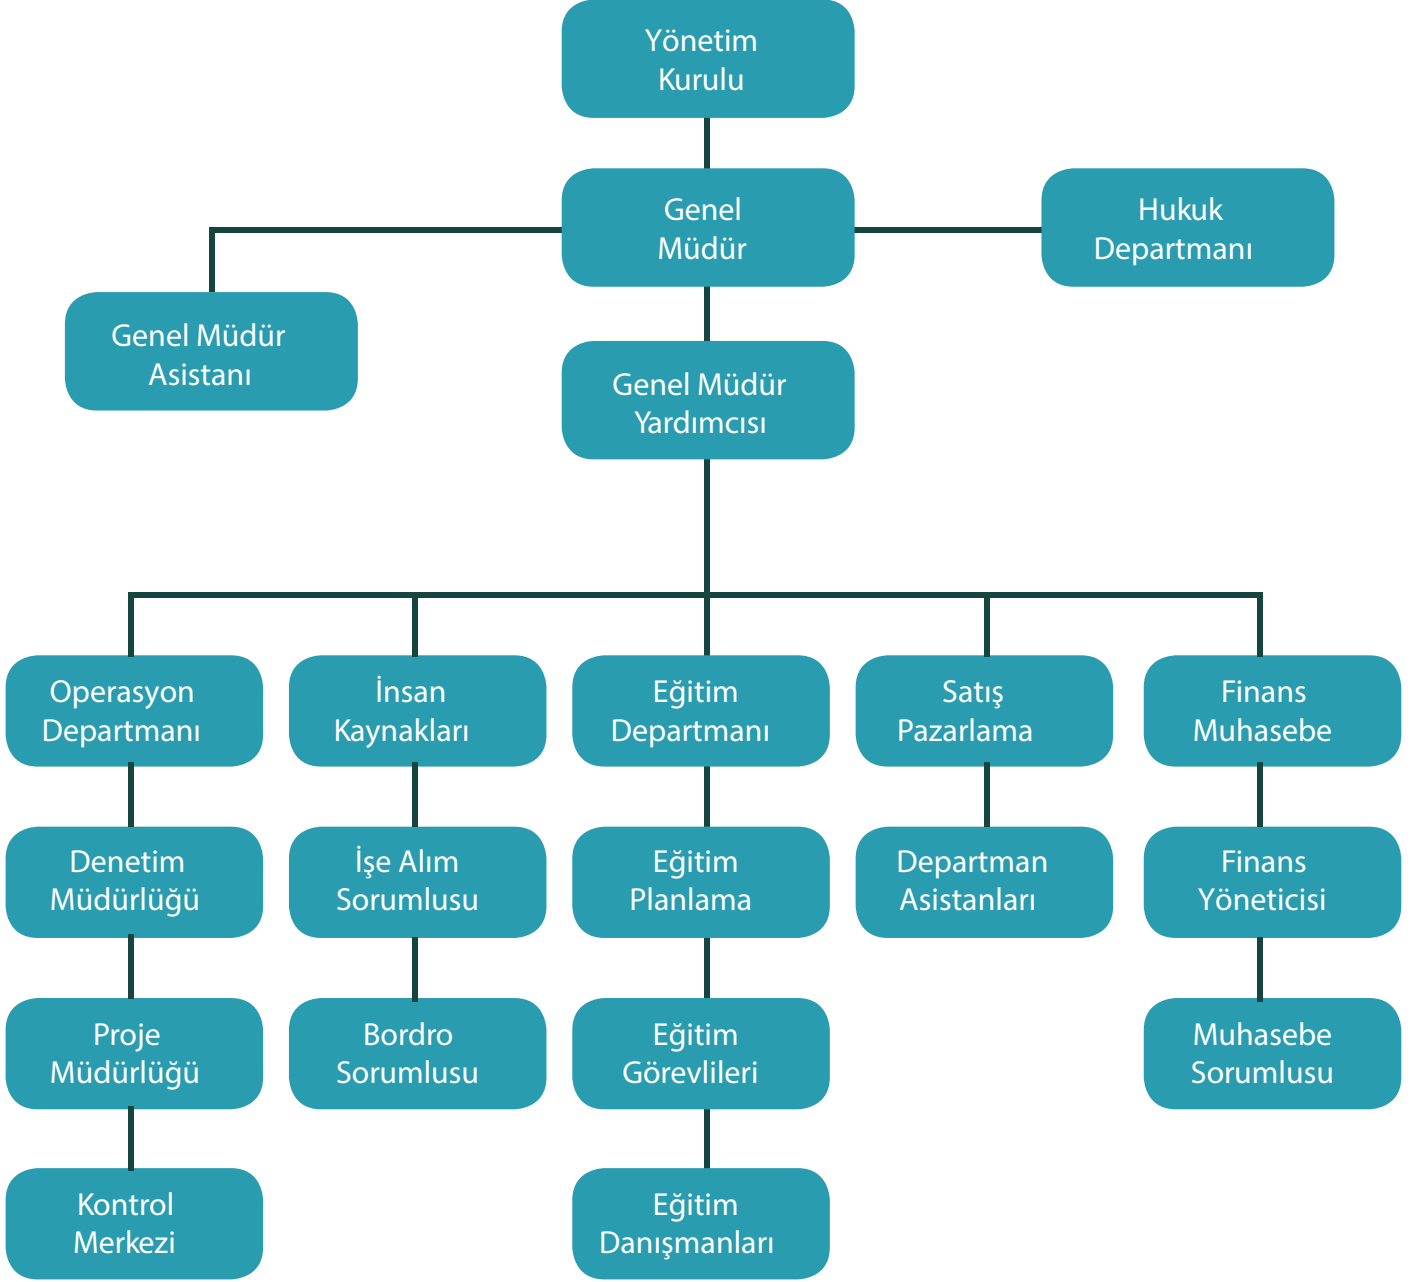 Yönetim
Kurulu
Genel
Müdür
Hukuk
Departmanı
Genel Müdür
Asistanı
Genel Müdür
Yardımcısı
Operasyon
Departmanı
İnsan
Kaynakları
Eğitim
Departmanı
Satış
Pazarlama
Finans
Muhasebe
Denetim
Müdürlüğü
İşe Alım
Sorumlusu
Eğitim
Planlama
Departman
Asistanları
Finans
Yöneticisi
Proje
Müdürlüğü
Bordro
Sorumlusu
Eğitim
Görevlileri
Muhasebe
Sorumlusu
Kontrol
Merkezi
Eğitim
Danışmanları